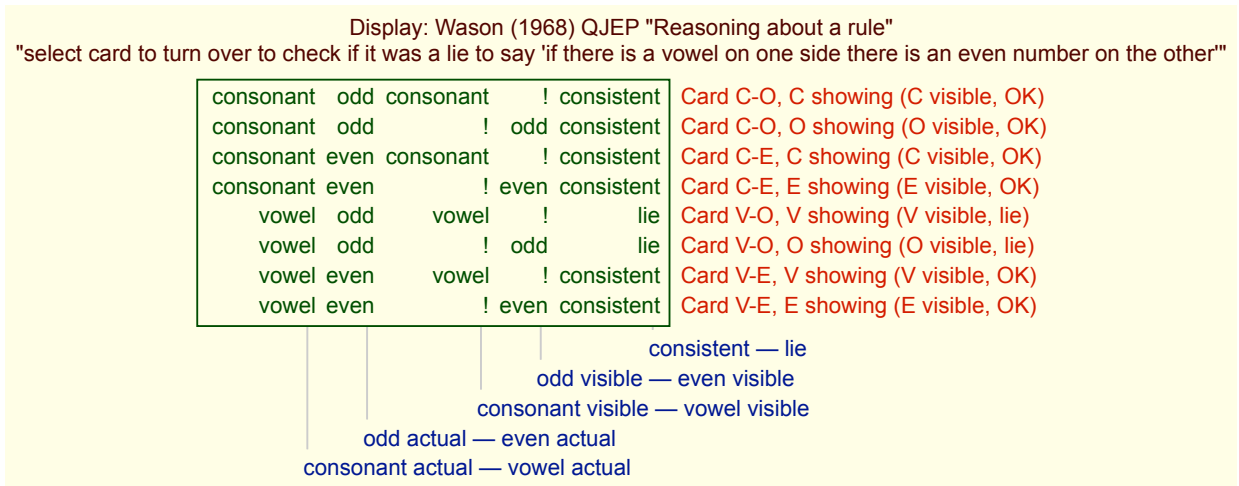 Display: Wason (1968) QJEP "Reasoning about a rule"
"select card to turn over to check if it was a lie to say 'if there is a vowel on one side there is an even number on the other'"
consonant odd consonant ! consistent Card C-O, C showing (C visible, OK)
consonant odd ! odd consistent Card C-O, O showing (O visible, OK)
consonant even consonant ! consistent Card C-E, C showing (C visible, OK)
consonant even ! even consistent Card C-E, E showing (E visible, OK)
vowel odd vowel ! lie Card V-O, V showing (V visible, lie)
vowel odd ! odd lie Card V-O, O showing (O visible, lie)
vowel even vowel ! consistent Card V-E, V showing (V visible, OK)
vowel even ! even consistent Card V-E, E showing (E visible, OK)
consistent — lie
odd visible — even visible
consonant visible — vowel visible
odd actual — even actual
consonant actual — vowel actual